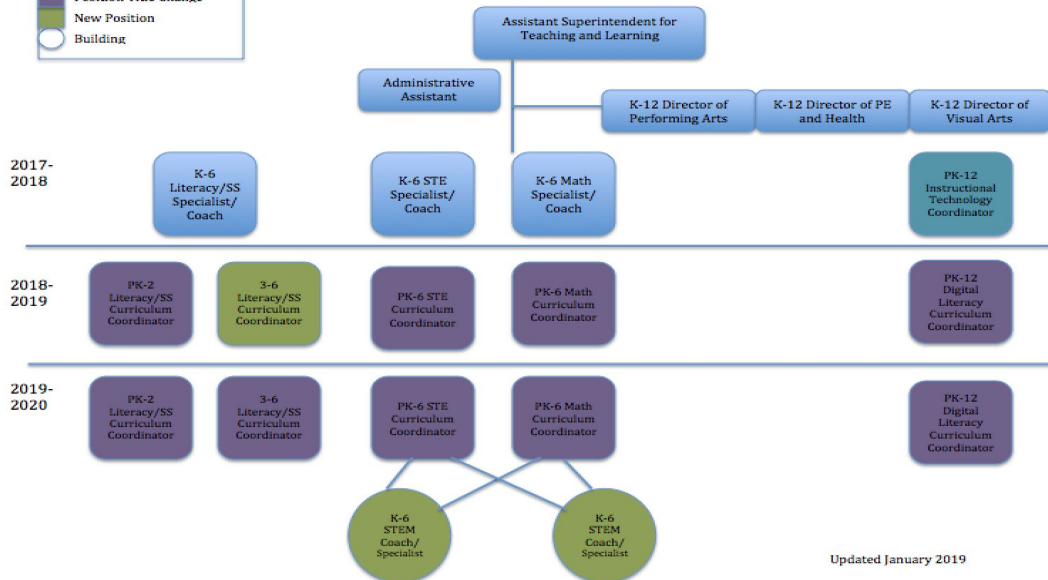 New Position
Building
Assistant Superintendent for
Teaching and Learning
Administrative
Assistant
K-12 Director of
Performing Arts
K-12 Director of PE
and Health
K-12 Director of
Visual Arts
2017-
2018
K-6
Literacy/SS
Specialist/
Coach
K-6 STE
Specialist/
Coach
K-6 Math
Specialist/
Coach
PK-12
Instructional
Technology
Coordinator
2018-
2019
PK-2
Literacy/SS
Curriculum
Coordinator
3-6
Literacy/SS
Curriculum
Coordinator
PK-6 STE
Curriculum
Coordinator
PK-6 Math
Curriculum
Coordinator
PK-12
Digital
Literacy
Curriculum
Coordinator
2019-
2020
PK-2
Literacy/SS
Curriculum
Coordinator
3-6
Literacy/SS
Curriculum
Coordinator
PK-6 STE
Curriculum
Coordinator
PK-6 Math
Curriculum
Coordinator
PK-12
Digital
Literacy
Curriculum
Coordinator
K-6
STEM
Coach/
Specialist
K-6
STEM
Coach/
Specialist
Updated January 2019